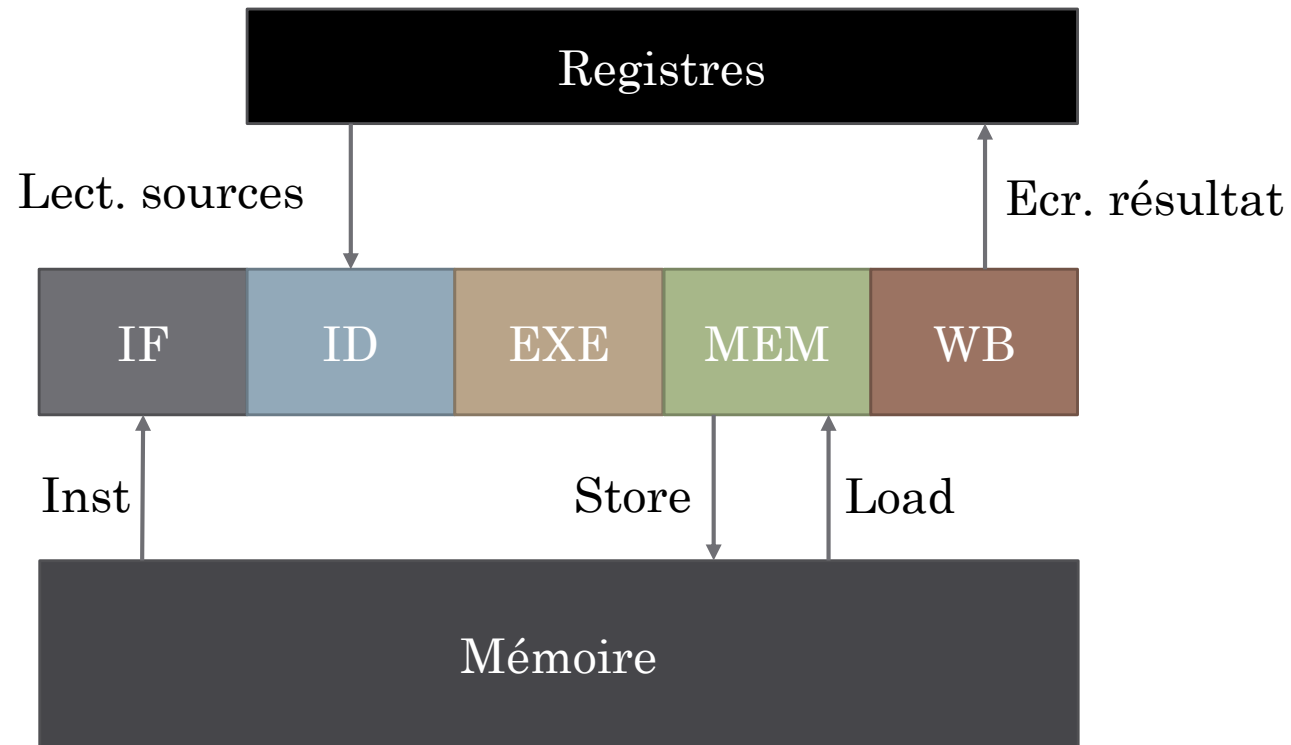 Registres
Lect. sources
Ecr. résultat
IF
ID
EXE
MEM
WB
Inst
Store
Load
Mémoire